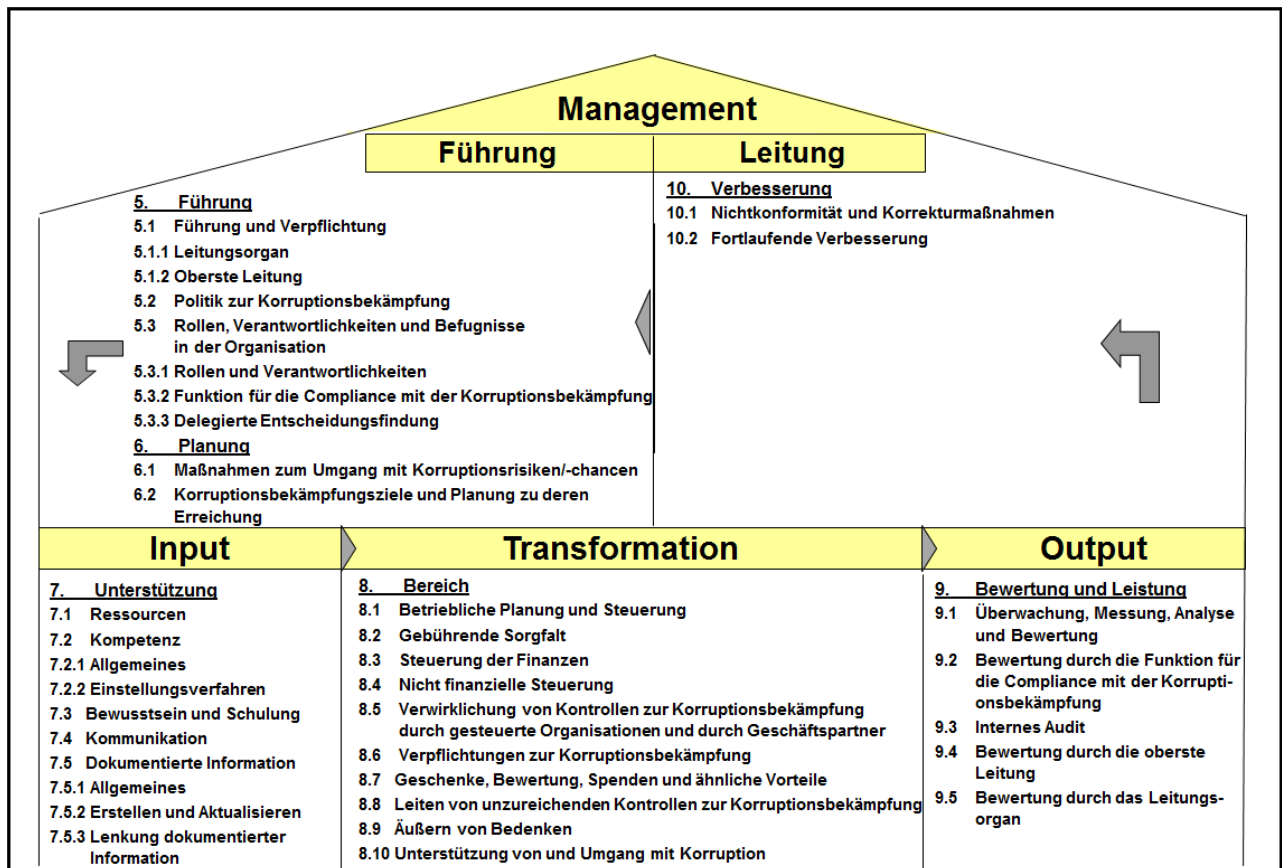 Management
Führung
Leitung
5. Führung
5.1 Führung und Verpflichtung
5.1.1 Leitungsorgan
5.1.2 Oberste Leitung
5.2 Politik zur Korruptionsbekämpfung
5.3 Rollen, Verantwortlichkeiten und Befugnisse
in der Organisation
5.3.1 Rollen und Verantwortlichkeiten
5.3.2 Funktion für die Compliance mit der Korruptionsbekämpfung
5.3.3 Delegierte Entscheidungsfindung
6. Planung
6.1 Maßnahmen zum Umgang mit Korruptionsrisiken/-chancen
6.2 Korruptionsbekämpfungsziele und Planung zu deren
Erreichung
10. Verbesserung
10.1 Nichtkonformität und Korrekturmaßnahmen
10.2 Fortlaufende Verbesserung
Input
Transformation
Output
7. Unterstützung
7.1 Ressourcen
7.2 Kompetenz
7.2.1 Allgemeines
7.2.2 Einstellungsverfahren
7.3 Bewusstsein und Schulung
7.4 Kommunikation
7.5 Dokumentierte Information
7.5.1 Allgemeines
7.5.2 Erstellen und Aktualisieren
7.5.3 Lenkung dokumentierter
Information
8. Bereich
8.1 Betriebliche Planung und Steuerung
8.2 Gebührende Sorgfalt
8.3 Steuerung der Finanzen
8.4 Nicht finanzielle Steuerung
8.5 Verwirklichung von Kontrollen zur Korruptionsbekämpfung
durch gesteuerte Organisationen und durch Geschäftspartner
8.6 Verpflichtungen zur Korruptionsbekämpfung
8.7 Geschenke, Bewertung, Spenden und ähnliche Vorteile
8.8 Leiten von unzureichenden Kontrollen zur Korruptionsbekämpfung
8.9 Äußern von Bedenken
8.10 Unterstützung von und Umgang mit Korruption
9. Bewertung und Leistung
9.1 Überwachung, Messung, Analyse
und Bewertung
9.2 Bewertung durch die Funktion für
die Compliance mit der Korrupti-
onsbekämpfung
9.3 Internes Audit
9.4 Bewertung durch die oberste
Leitung
9.5 Bewertung durch das Leitungs-
organ